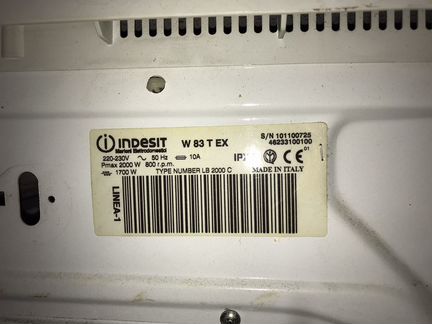 INDESIT W 83 T EX
Merloni Elettrodomestici
S/N 101100725
46233100100
220-230V ~ 50 Hz 10A
Pmax 2000 W 800 r.p.m.
1700 W
TYPE NUMBER LB 2000 C
CE 01
MADE IN ITALY
LINEA-1